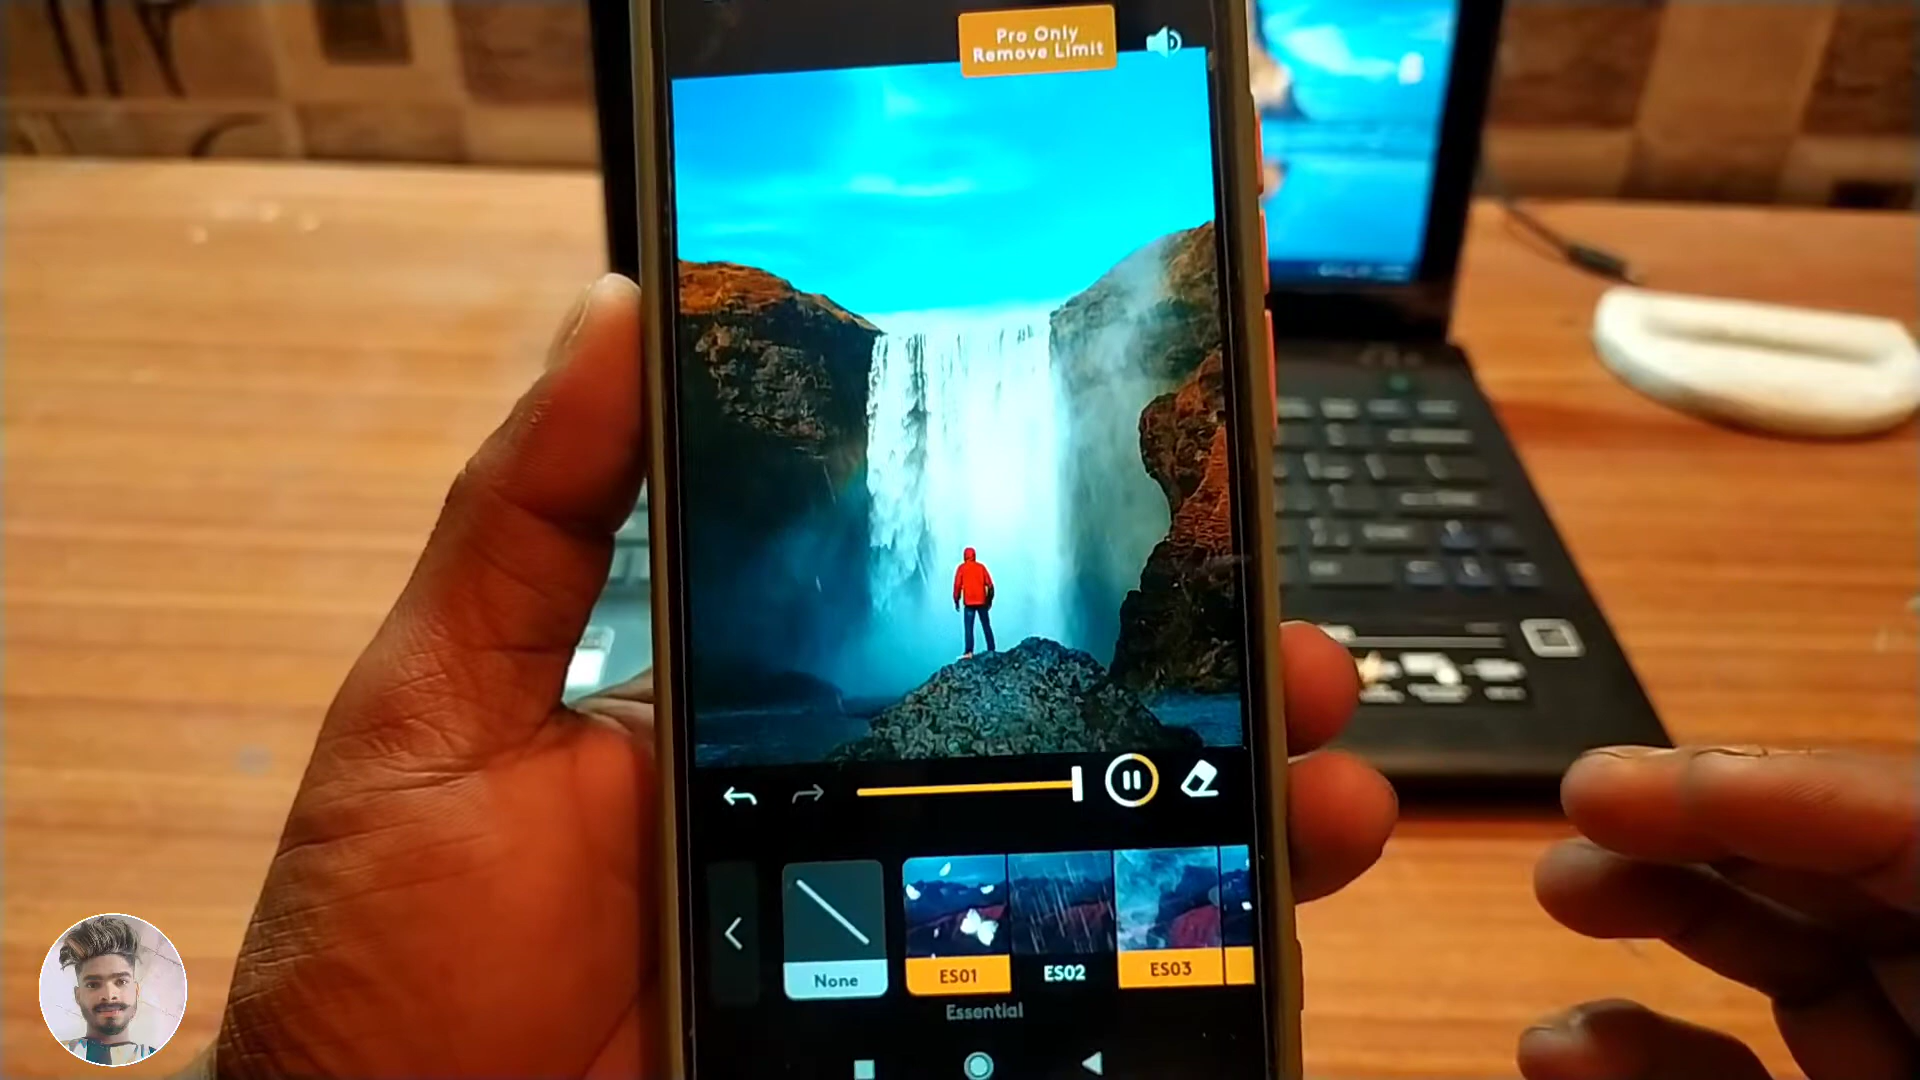 Pro Only
Remove Limit
None
ES01
ES02
ES03
Essential